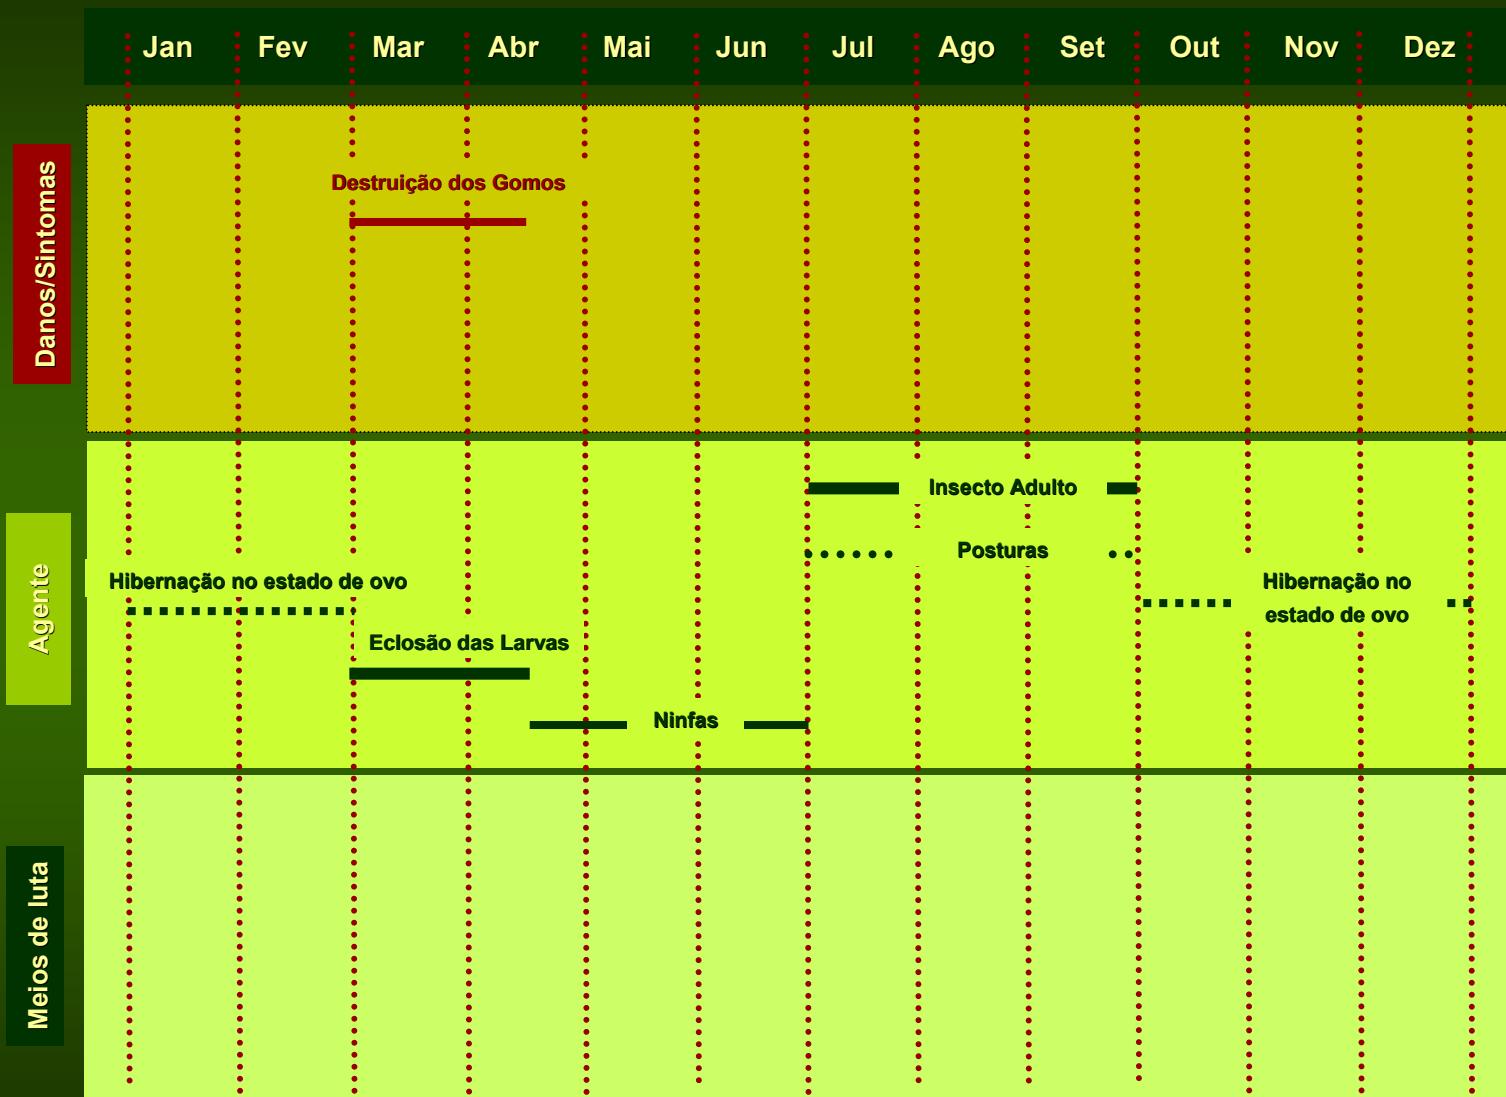 Jan Fev Mar Abr Mai Jun Jul Ago Set Out Nov Dez
Danos/Sintomas
Destruição dos Gomos
Agente
Insecto Adulto
Posturas
Hibernação no estado de ovo
Hibernação no
estado de ovo
Eclosão das Larvas
Ninfas
Meios de luta